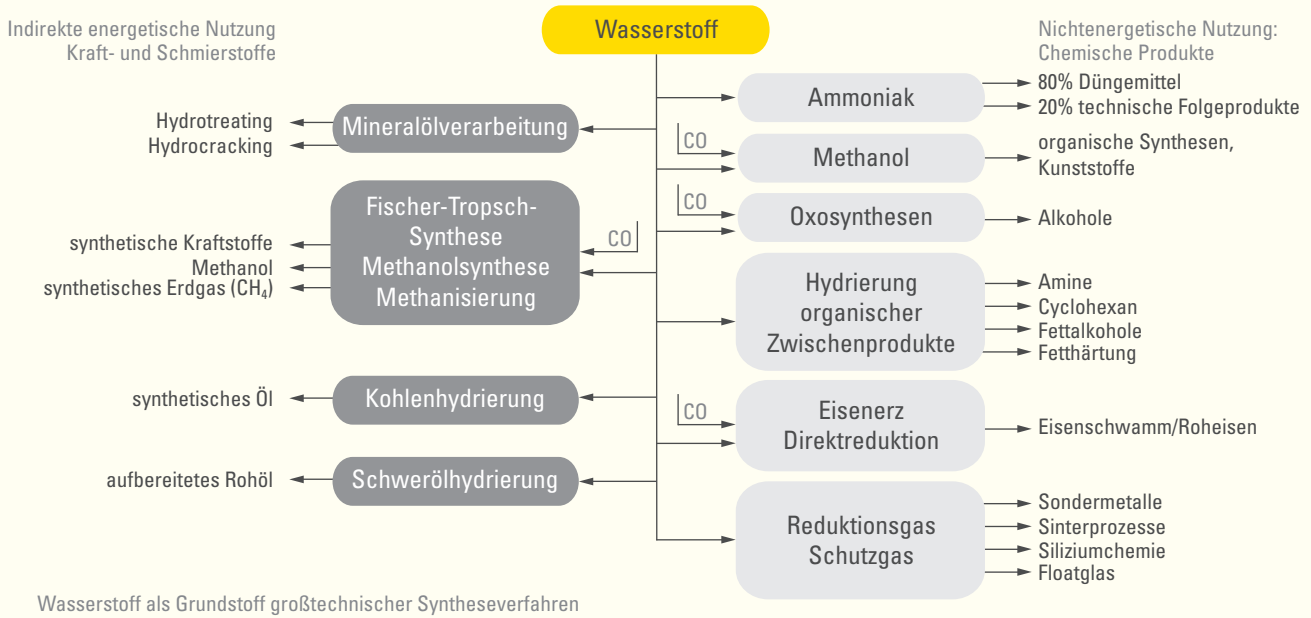 Indirekte energetische Nutzung
Kraft- und Schmierstoffe
Wasserstoff
Nichtenergetische Nutzung:
Chemische Produkte
Hydrotreating
Hydrocracking
Mineralölverarbeitung
synthetische Kraftstoffe
Methanol
synthetisches Erdgas (CH₄)
Fischer-Tropsch-
Synthese
Methanolsynthese
Methanisierung
CO
synthetisches Öl
Kohlenhydrierung
aufbereitetes Rohöl
Schwerölhydrierung
Ammoniak
80% Düngemittel
20% technische Folgeprodukte
CO
Methanol
organische Synthesen,
Kunststoffe
CO
Oxosynthesen
Alkohole
Hydrierung
organischer
Zwischenprodukte
Amine
Cyclohexan
Fettalkohole
Fetthärtung
CO
Eisenerz
Direktreduktion
Eisenschwamm/Roheisen
Reduktionsgas
Schutzgas
Sondermetalle
Sinterprozesse
Siliziumchemie
Floatglas
Wasserstoff als Grundstoff großtechnischer Syntheseverfahren